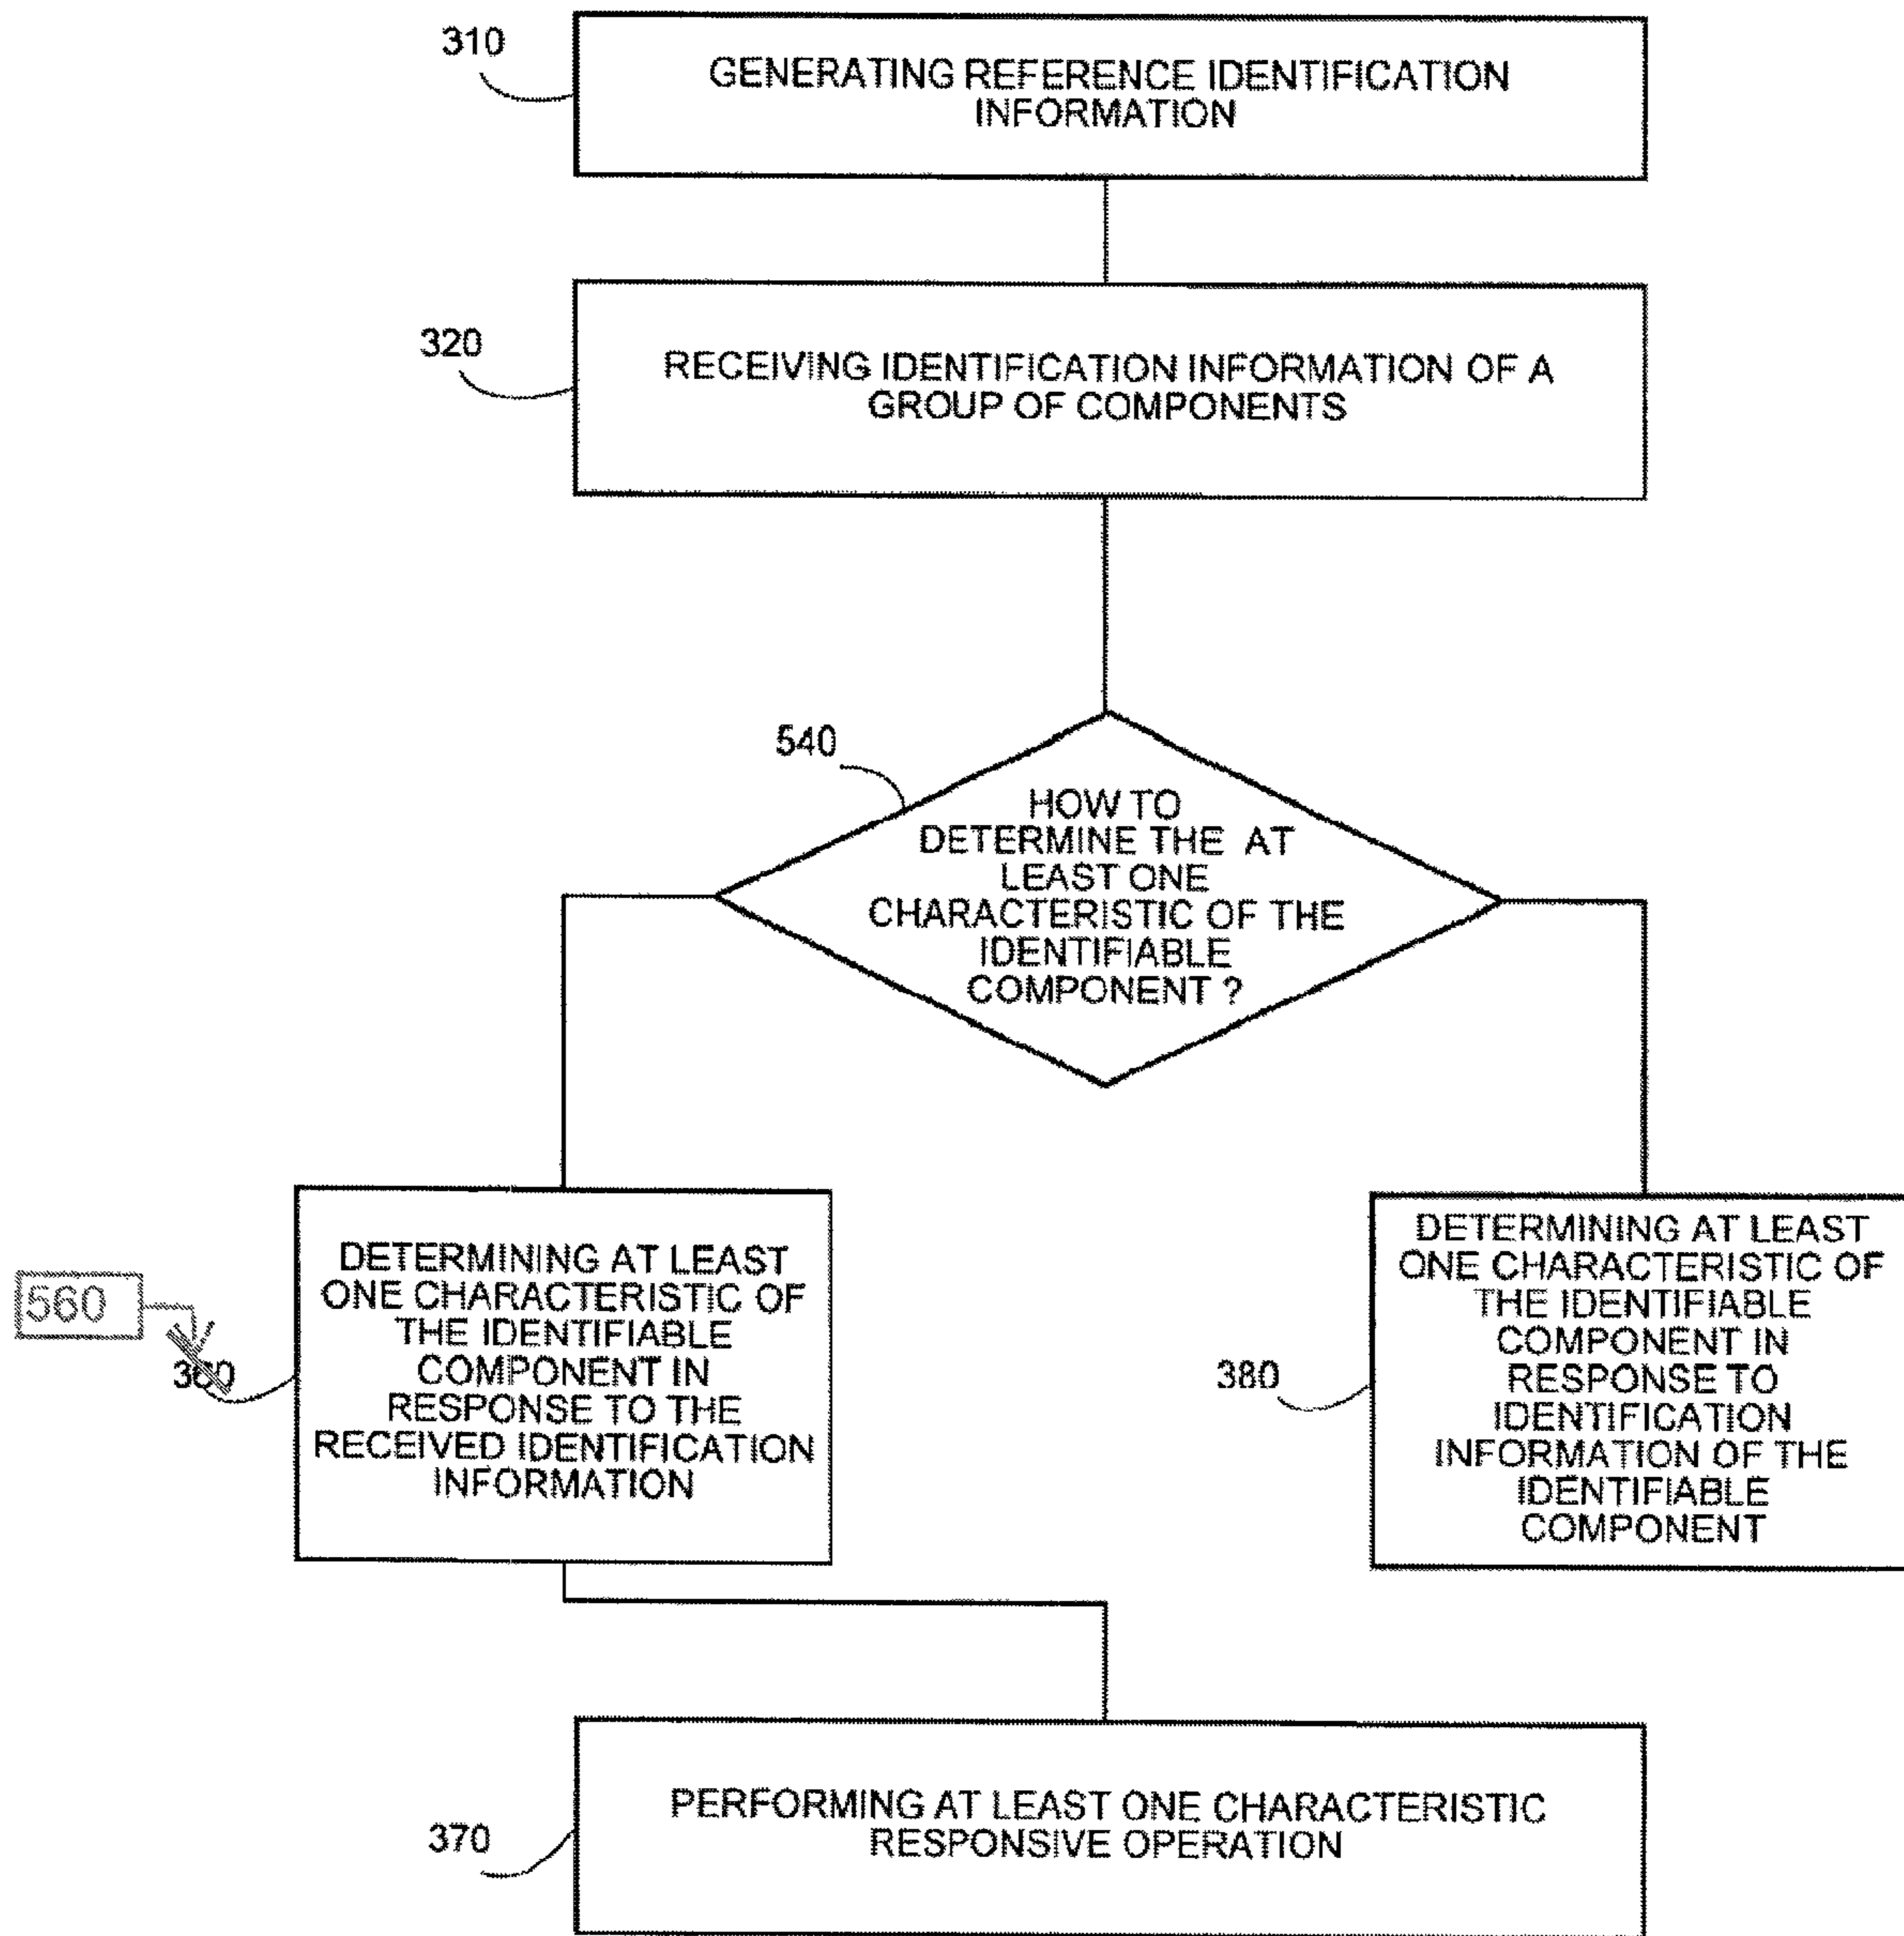 310
GENERATING REFERENCE IDENTIFICATION
INFORMATION
320
RECEIVING IDENTIFICATION INFORMATION OF A
GROUP OF COMPONENTS
540
HOW TO
DETERMINE THE AT
LEAST ONE
CHARACTERISTIC OF THE
IDENTIFIABLE
COMPONENT ?
560
360
DETERMINING AT LEAST
ONE CHARACTERISTIC OF
THE IDENTIFIABLE
COMPONENT IN
RESPONSE TO THE
RECEIVED IDENTIFICATION
INFORMATION
380
DETERMINING AT LEAST
ONE CHARACTERISTIC OF
THE IDENTIFIABLE
COMPONENT IN
RESPONSE TO
IDENTIFICATION
INFORMATION OF THE
IDENTIFIABLE
COMPONENT
370
PERFORMING AT LEAST ONE CHARACTERISTIC
RESPONSIVE OPERATION